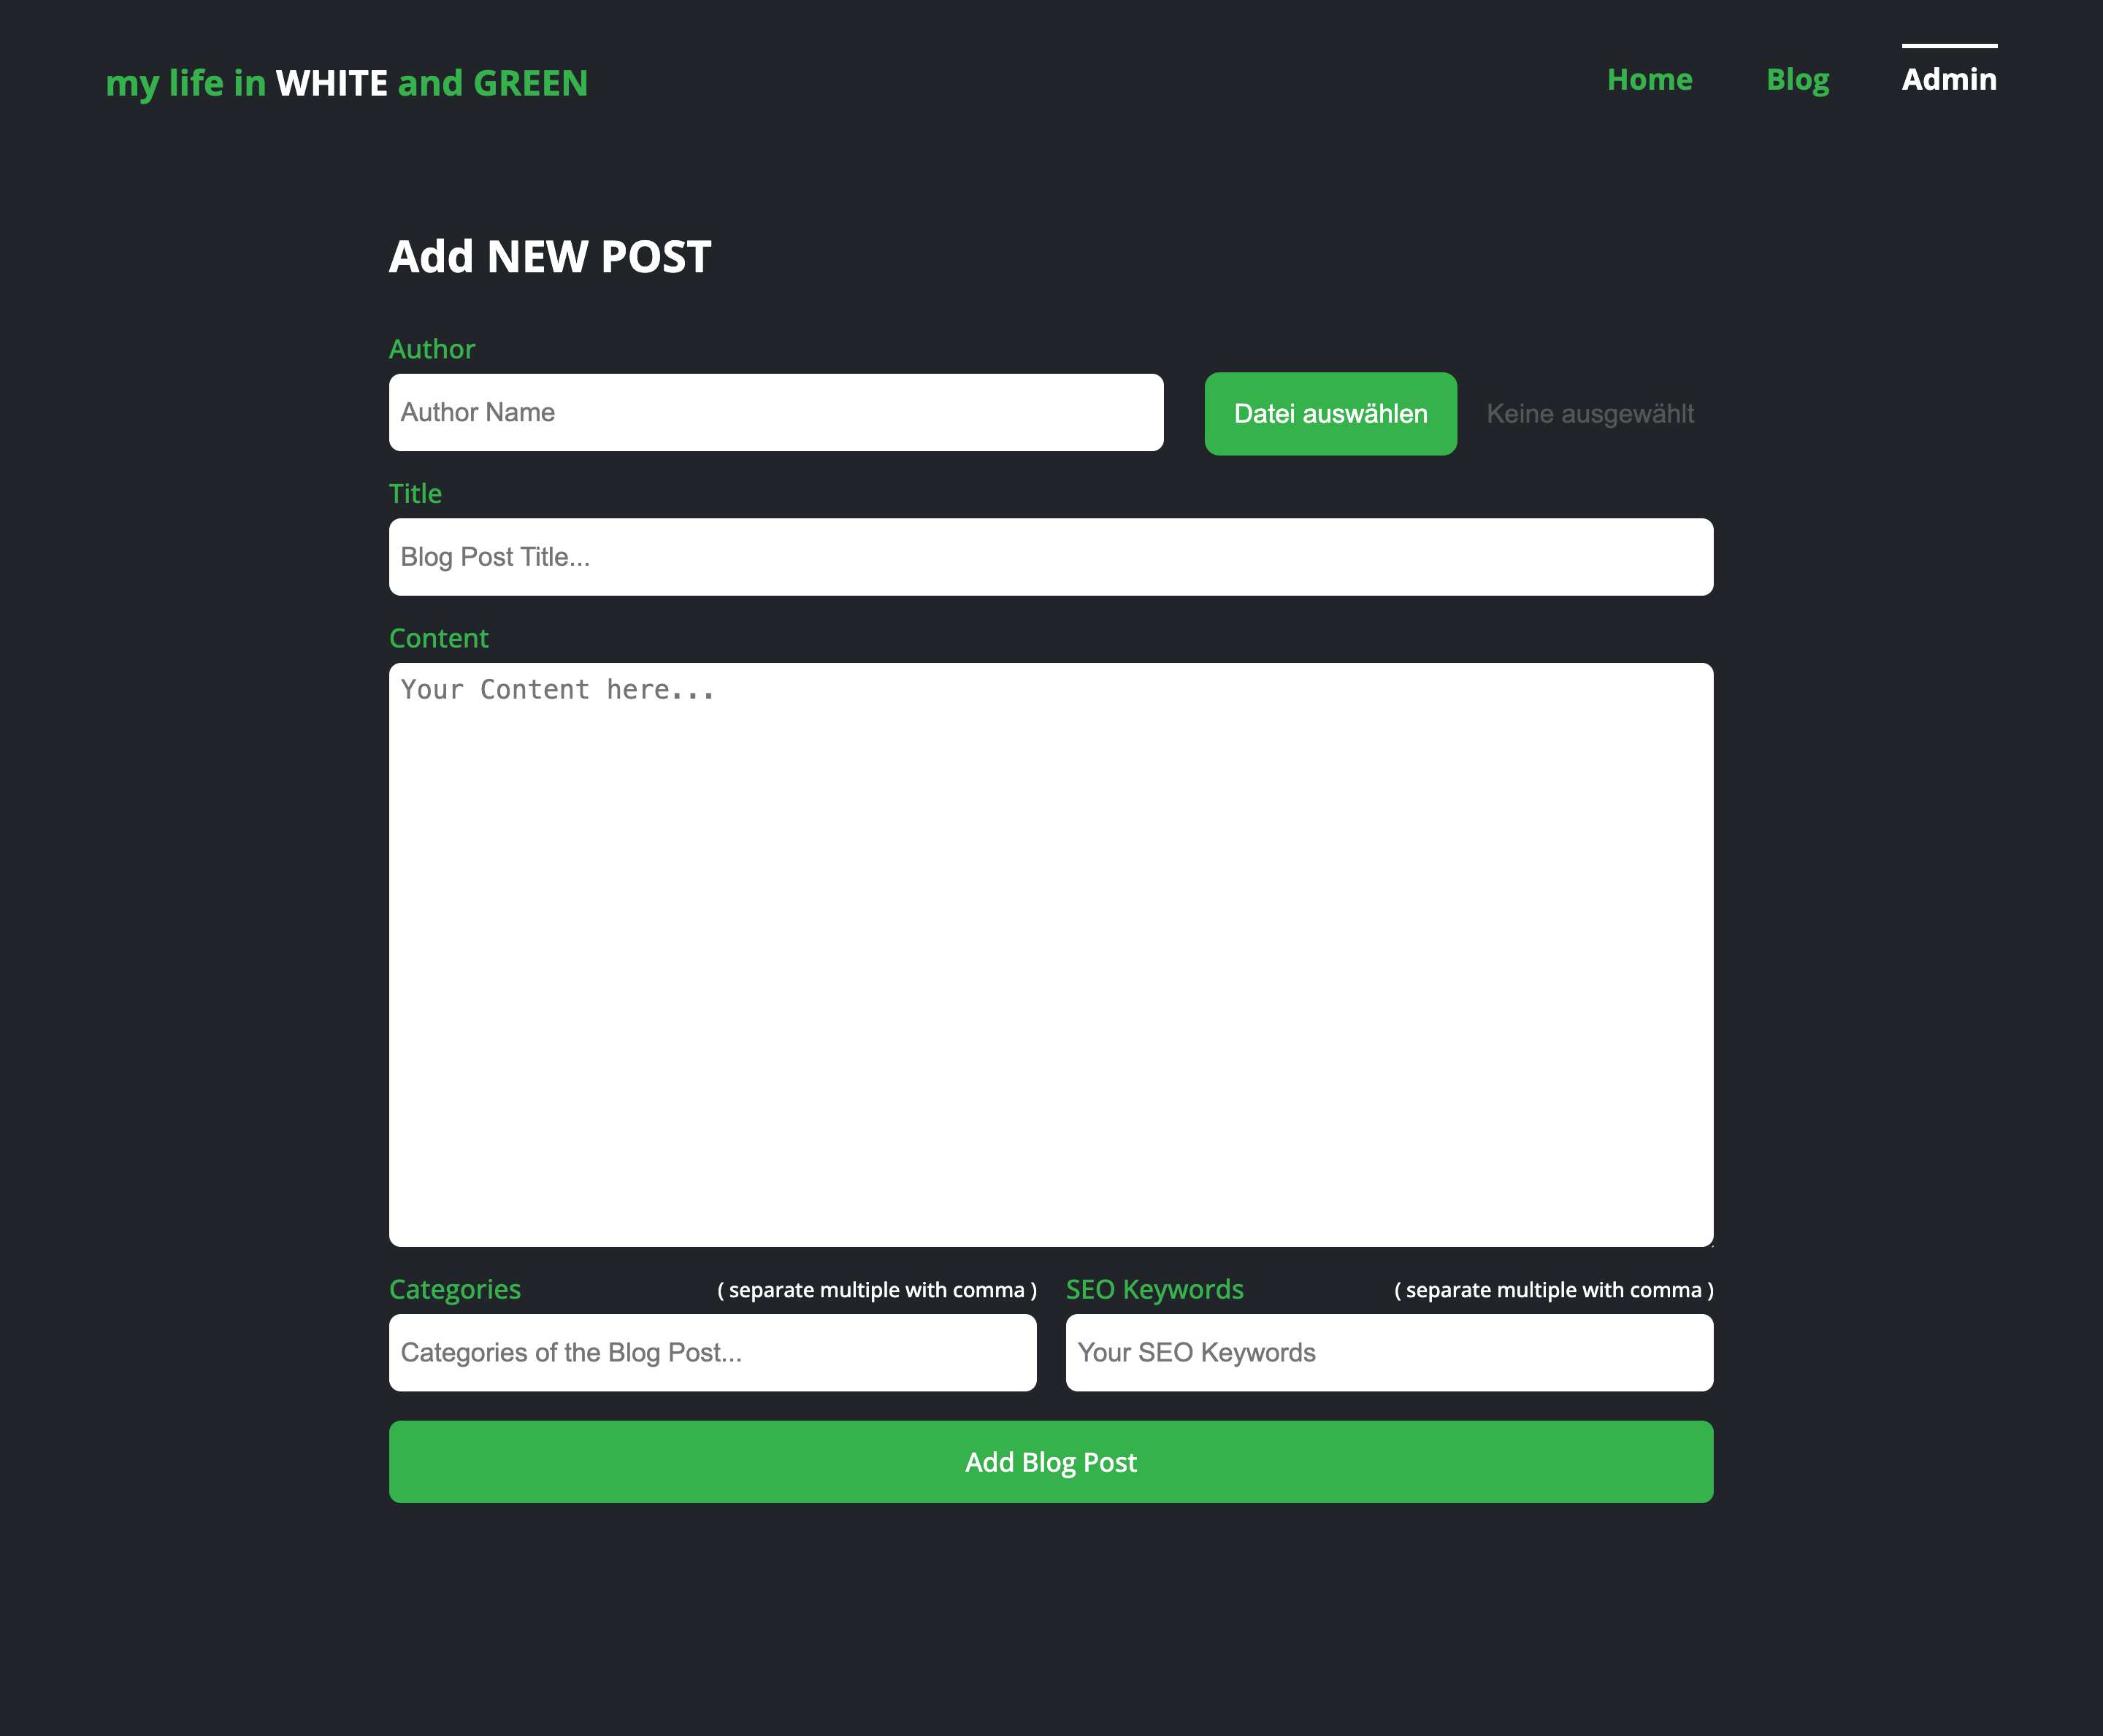 my life in WHITE and GREEN
Home Blog Admin
Add NEW POST
Author
Author Name
Datei auswählen Keine ausgewählt
Title
Blog Post Title...
Content
Your Content here...
Categories ( separate multiple with comma )
SEO Keywords ( separate multiple with comma )
Categories of the Blog Post...
Your SEO Keywords
Add Blog Post